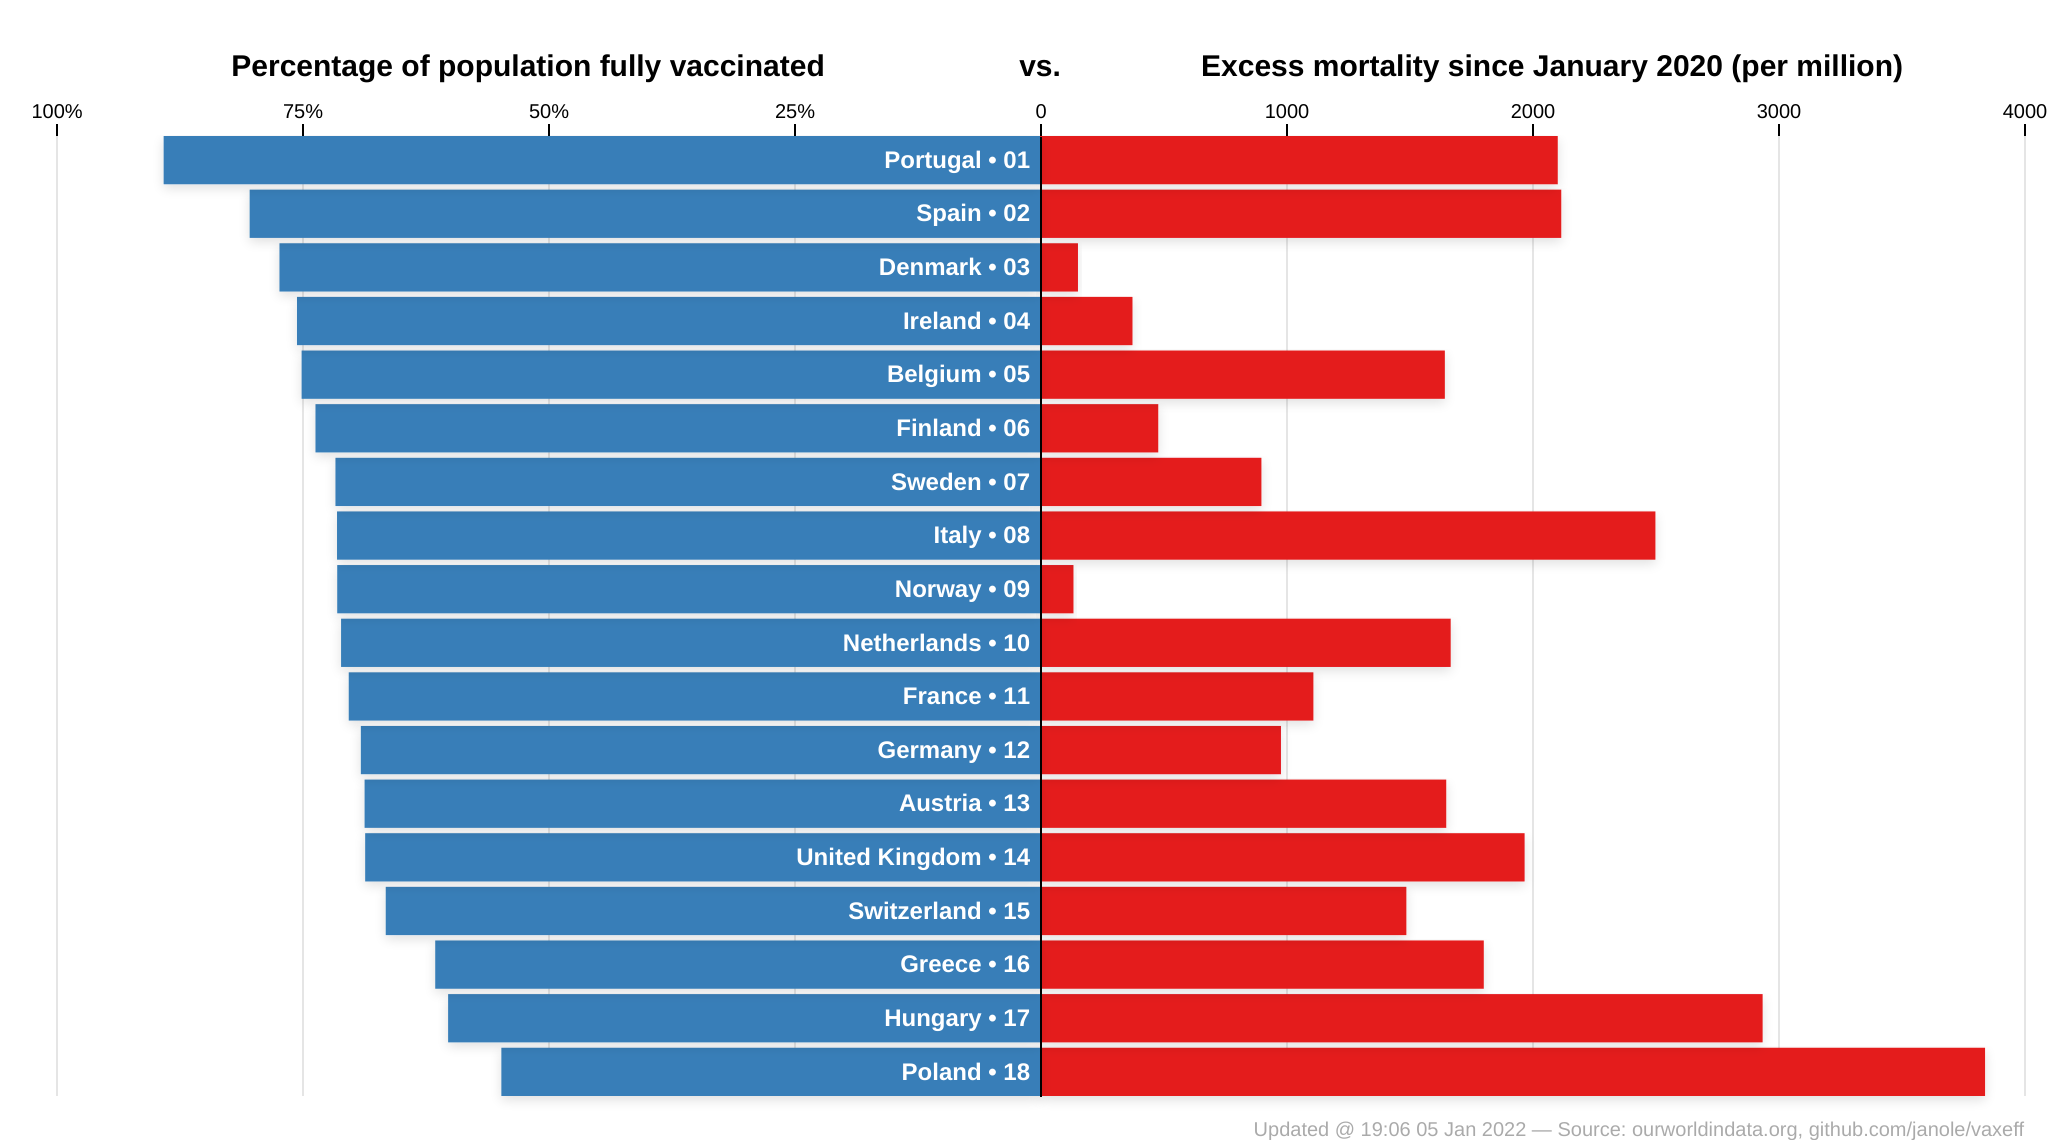 Percentage of population fully vaccinated vs. Excess mortality since January 2020 (per million)
100% 75% 50% 25% 0 1000 2000 3000 4000
Portugal • 01
Spain • 02
Denmark • 03
Ireland • 04
Belgium • 05
Finland • 06
Sweden • 07
Italy • 08
Norway • 09
Netherlands • 10
France • 11
Germany • 12
Austria • 13
United Kingdom • 14
Switzerland • 15
Greece • 16
Hungary • 17
Poland • 18
Updated @ 19:06 05 Jan 2022 — Source: ourworldindata.org, github.com/janole/vaxeff